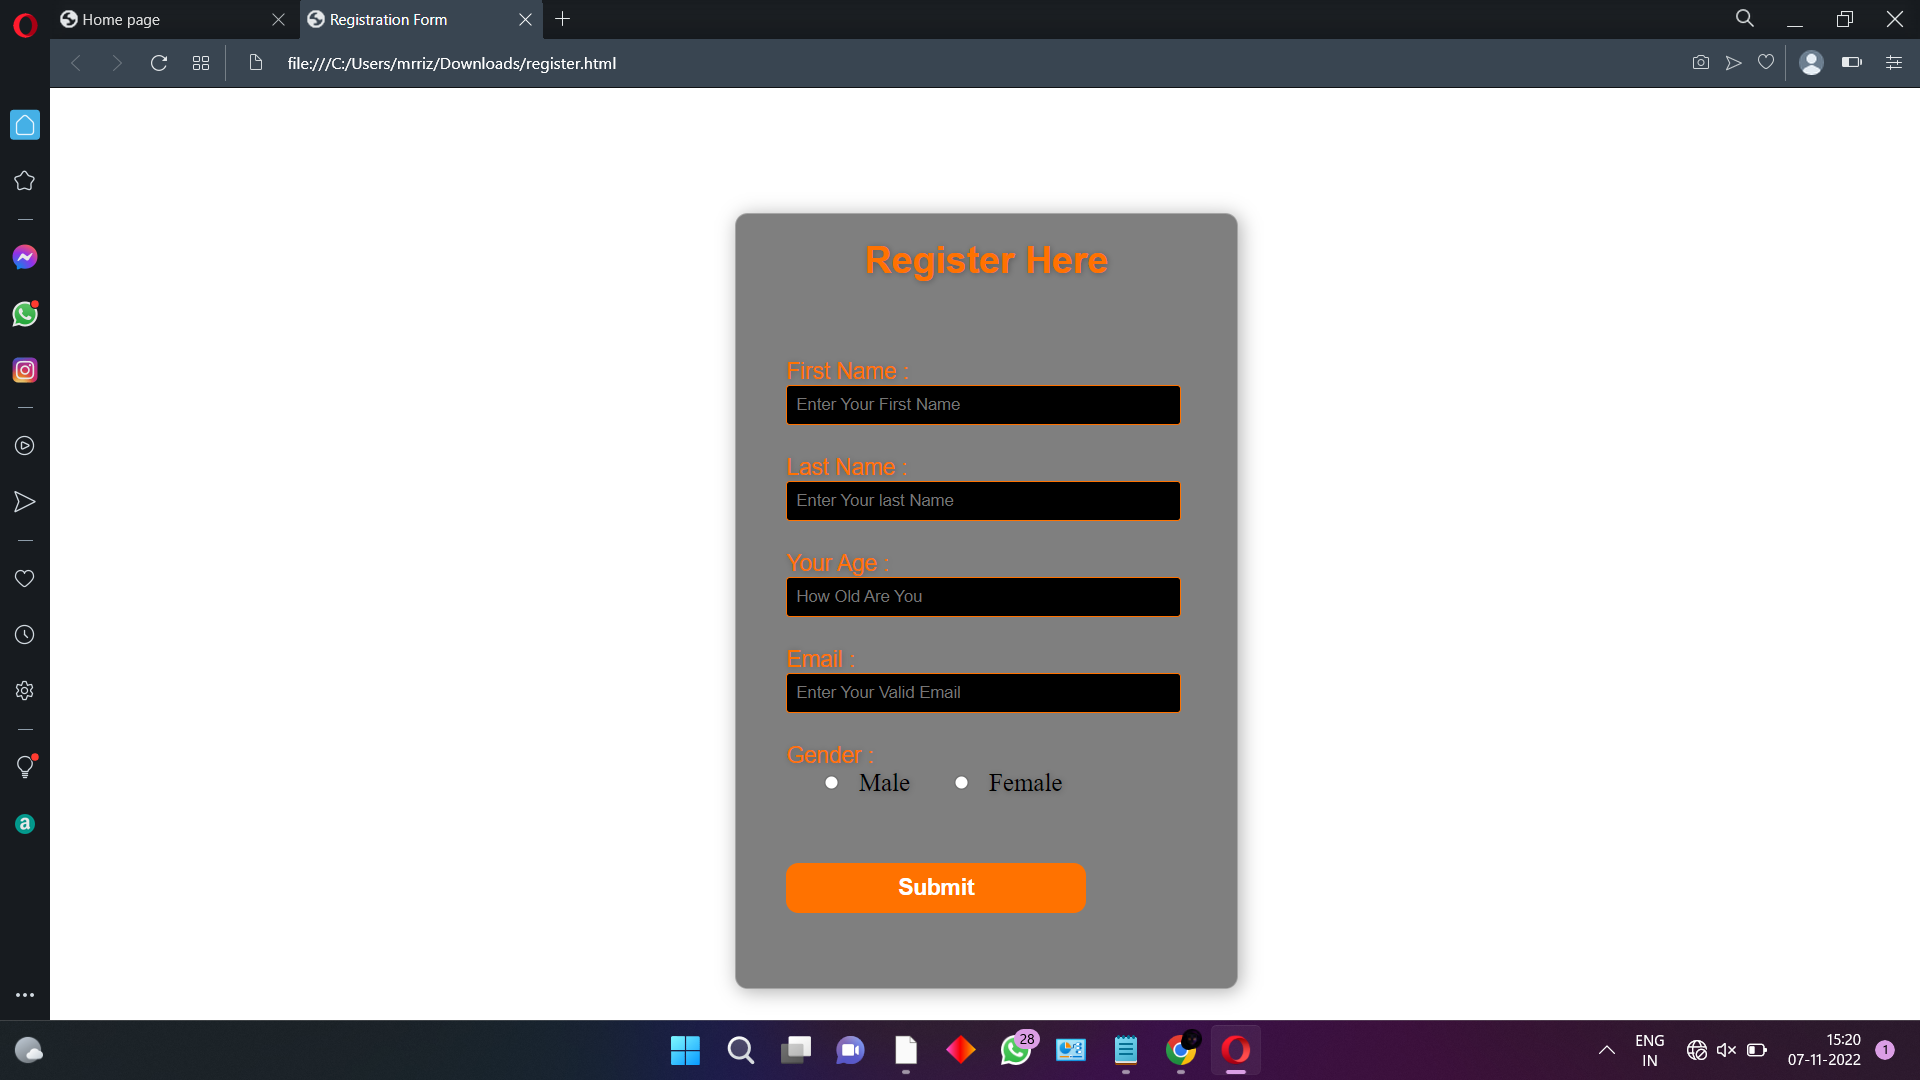 Home page
Registration Form
file:///C:/Users/mrriz/Downloads/register.html
Register Here
First Name :
Enter Your First Name
Last Name :
Enter Your last Name
Your Age :
How Old Are You
Email :
Enter Your Valid Email
Gender :
Male Female
Submit
a
28
ENG
IN
15:20
07-11-2022
1